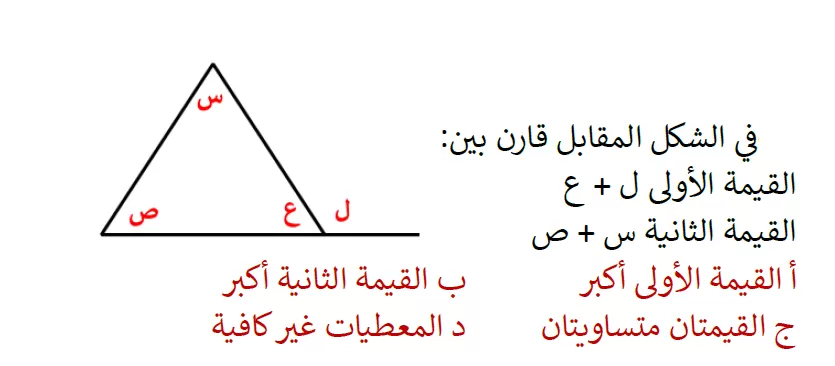 س
ص
ع
ل
في الشكل المقابل قارن بين:
القيمة الأولى ل + ع
القيمة الثانية س + ص
أ القيمة الأولى أكبر
ب القيمة الثانية أكبر
ج القيمتان متساويتان
د المعطيات غير كافية